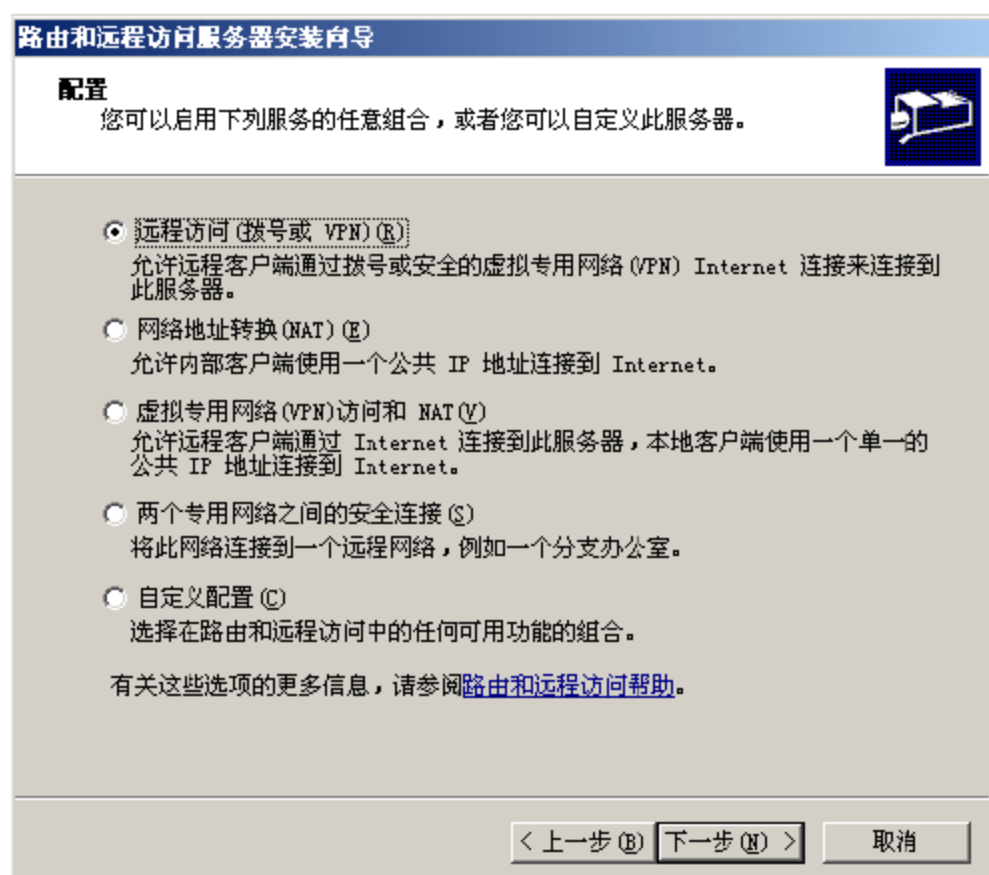 路由和远程访问服务器安装向导
配置
您可以启用下列服务的任意组合，或者您可以自定义此服务器。
远程访问(拨号或 VPN)(R)
允许远程客户端通过拨号或安全的虚拟专用网络(VPN) Internet 连接来连接到
此服务器。
网络地址转换(NAT)(E)
允许内部客户端使用一个公共 IP 地址连接到 Internet。
虚拟专用网络(VPN)访问和 NAT(V)
允许远程客户端通过 Internet 连接到此服务器，本地客户端使用一个单一的
公共 IP 地址连接到 Internet。
两个专用网络之间的安全连接(S)
将此网络连接到一个远程网络，例如一个分支办公室。
自定义配置(C)
选择在路由和远程访问中的任何可用功能的组合。
有关这些选项的更多信息，请参阅路由和远程访问帮助。
< 上一步(B) 下一步(N) > 取消